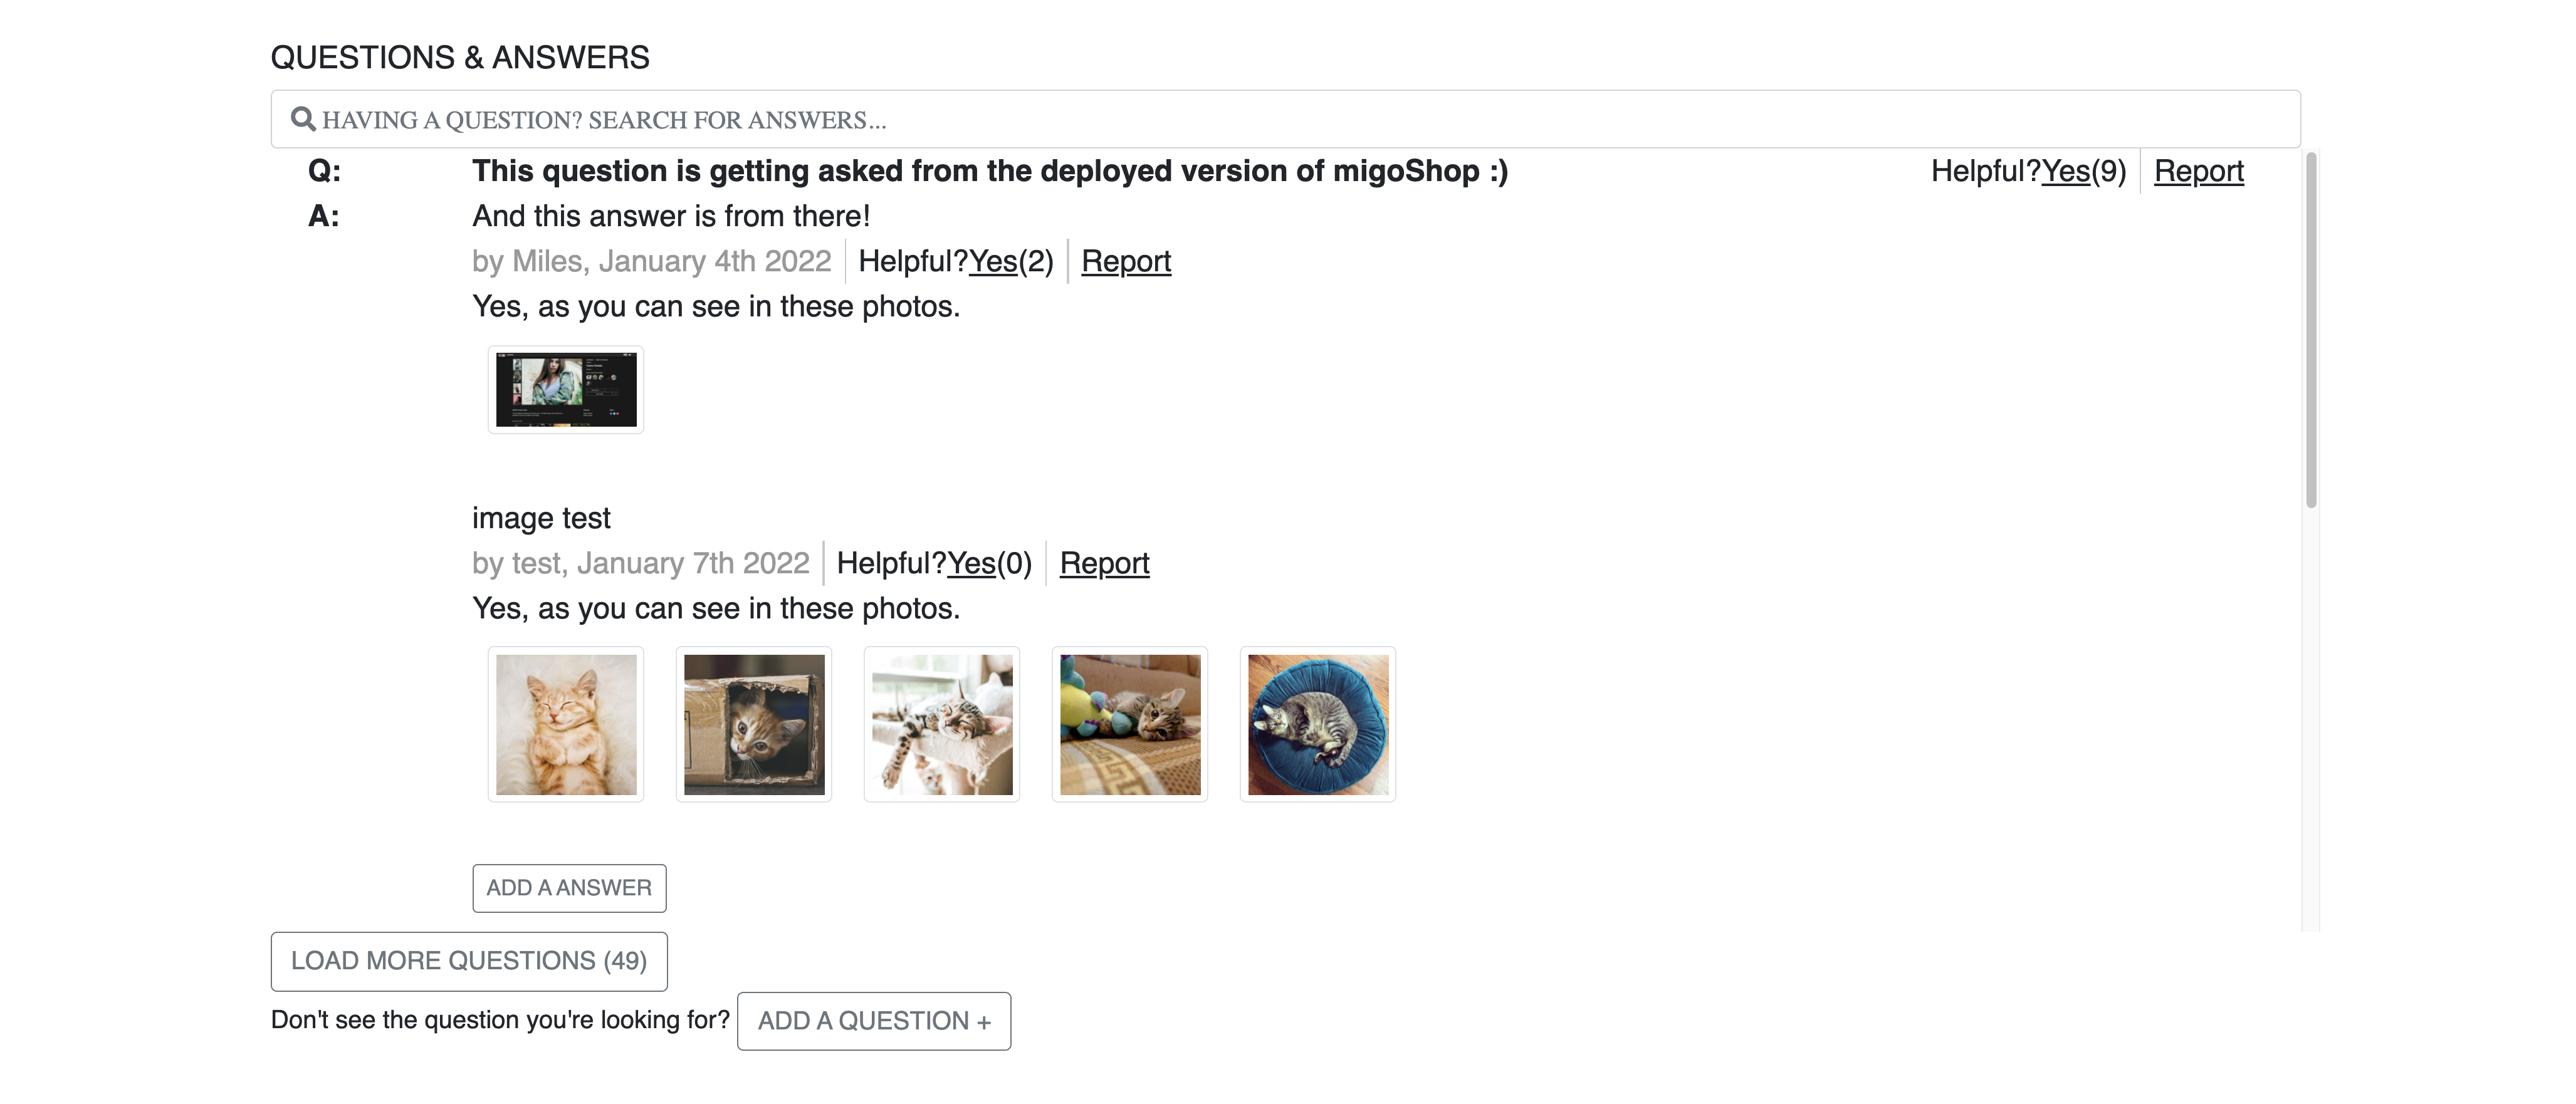 QUESTIONS & ANSWERS
HAVING A QUESTION? SEARCH FOR ANSWERS...
Q: This question is getting asked from the deployed version of migoShop :) Helpful?Yes(9) Report
A: And this answer is from there!
by Miles, January 4th 2022 Helpful?Yes(2) Report
Yes, as you can see in these photos.
image test
by test, January 7th 2022 Helpful?Yes(0) Report
Yes, as you can see in these photos.
ADD A ANSWER
LOAD MORE QUESTIONS (49)
Don't see the question you're looking for? ADD A QUESTION +